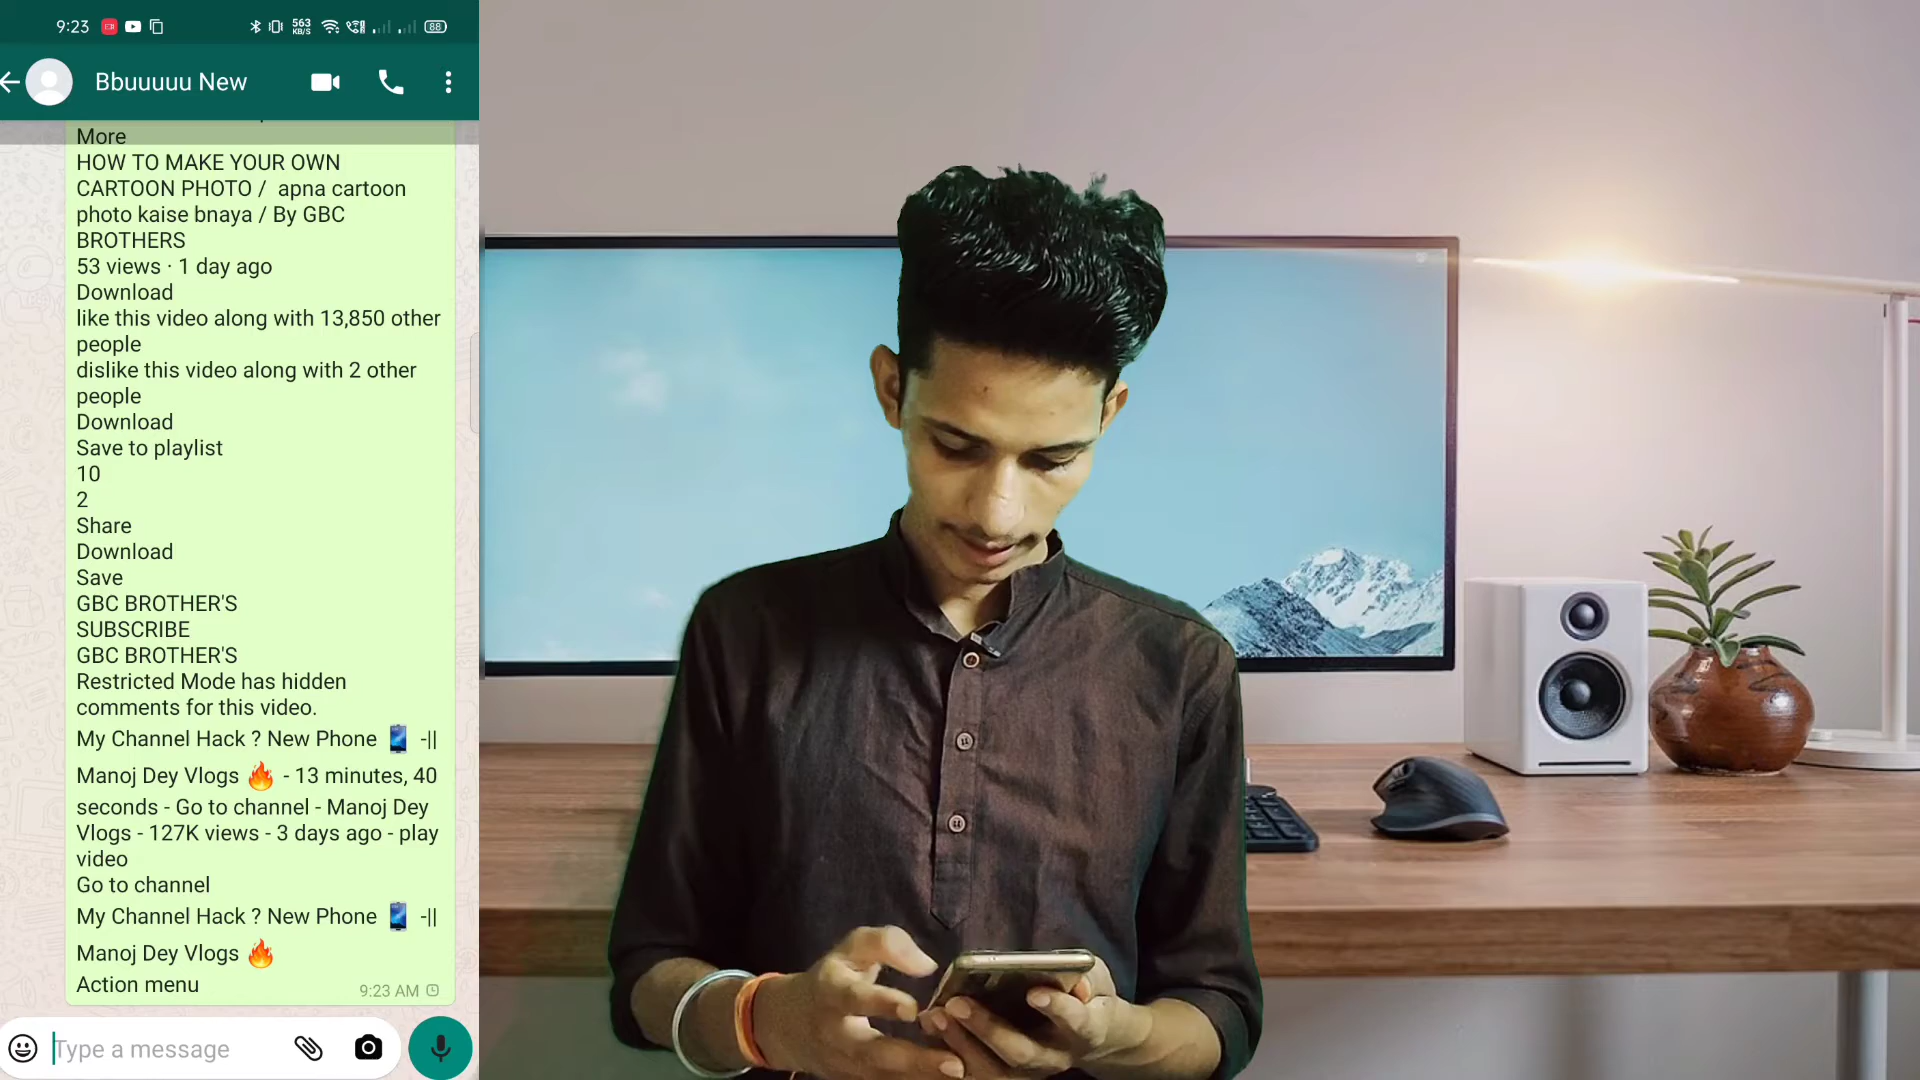 9:23
563
KB/S
88
Bbuuuuu New
More
HOW TO MAKE YOUR OWN
CARTOON PHOTO /  apna cartoon
photo kaise bnaya / By GBC
BROTHERS
53 views · 1 day ago
Download
like this video along with 13,850 other
people
dislike this video along with 2 other
people
Download
Save to playlist
10
2
Share
Download
Save
GBC BROTHER'S
SUBSCRIBE
GBC BROTHER'S
Restricted Mode has hidden
comments for this video.
My Channel Hack ? New Phone 📱 -||
Manoj Dey Vlogs 🔥 - 13 minutes, 40
seconds - Go to channel - Manoj Dey
Vlogs - 127K views - 3 days ago - play
video
Go to channel
My Channel Hack ? New Phone 📱 -||
Manoj Dey Vlogs 🔥
Action menu
9:23 AM
Type a message